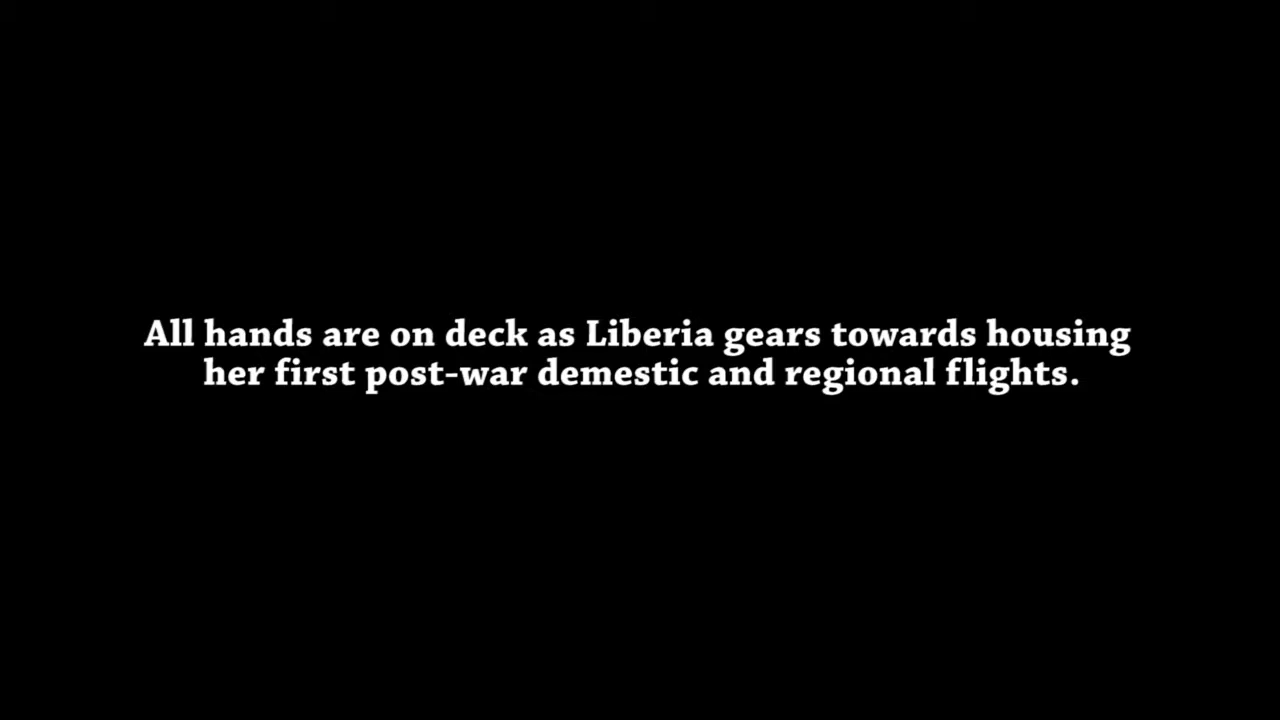 All hands are on deck as Liberia gears towards housing
her first post-war demestic and regional flights.